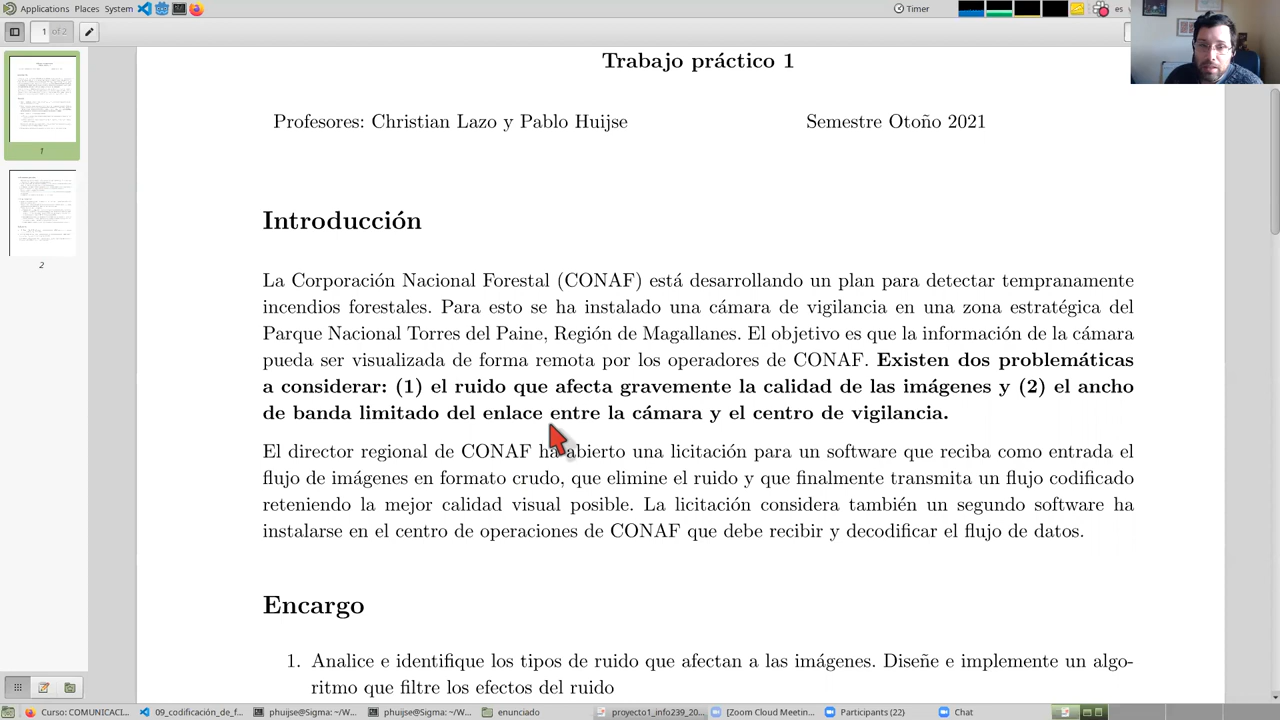 Applications Places System
Timer
es
1 of 2
Trabajo práctico 1
Profesores: Christian Lazo y Pablo Huijse
Semestre Otoño 2021
1
2
Introducción
La Corporación Nacional Forestal (CONAF) está desarrollando un plan para detectar tempranamente
incendios forestales. Para esto se ha instalado una cámara de vigilancia en una zona estratégica del
Parque Nacional Torres del Paine, Región de Magallanes. El objetivo es que la información de la cámara
pueda ser visualizada de forma remota por los operadores de CONAF. Existen dos problemáticas
a considerar: (1) el ruido que afecta gravemente la calidad de las imágenes y (2) el ancho
de banda limitado del enlace entre la cámara y el centro de vigilancia.
El director regional de CONAF ha abierto una licitación para un software que reciba como entrada el
flujo de imágenes en formato crudo, que elimine el ruido y que finalmente transmita un flujo codificado
reteniendo la mejor calidad visual posible. La licitación considera también un segundo software ha
instalarse en el centro de operaciones de CONAF que debe recibir y decodificar el flujo de datos.
Encargo
1. Analice e identifique los tipos de ruido que afectan a las imágenes. Diseñe e implemente un algo-
ritmo que filtre los efectos del ruido
Curso: COMUNICACI... 09_codificación_de_f... phuijse@Sigma: ~/W... phuijse@Sigma: ~/W... enunciado proyecto1_info239_20... [Zoom Cloud Meetin... Participants (22) Chat